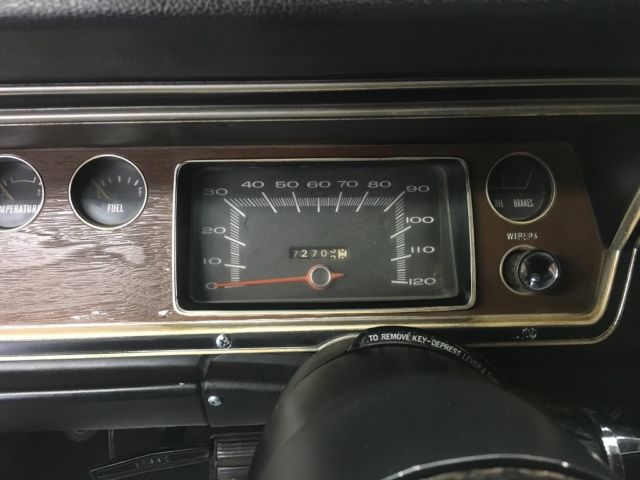 TEMPERATURE
FUEL
F
0 10 20 30 40 50 60 70 80 90 100 110 120
7270
OIL BRAKES
WIPERS
TO REMOVE KEY-DEPRESS LEVER &